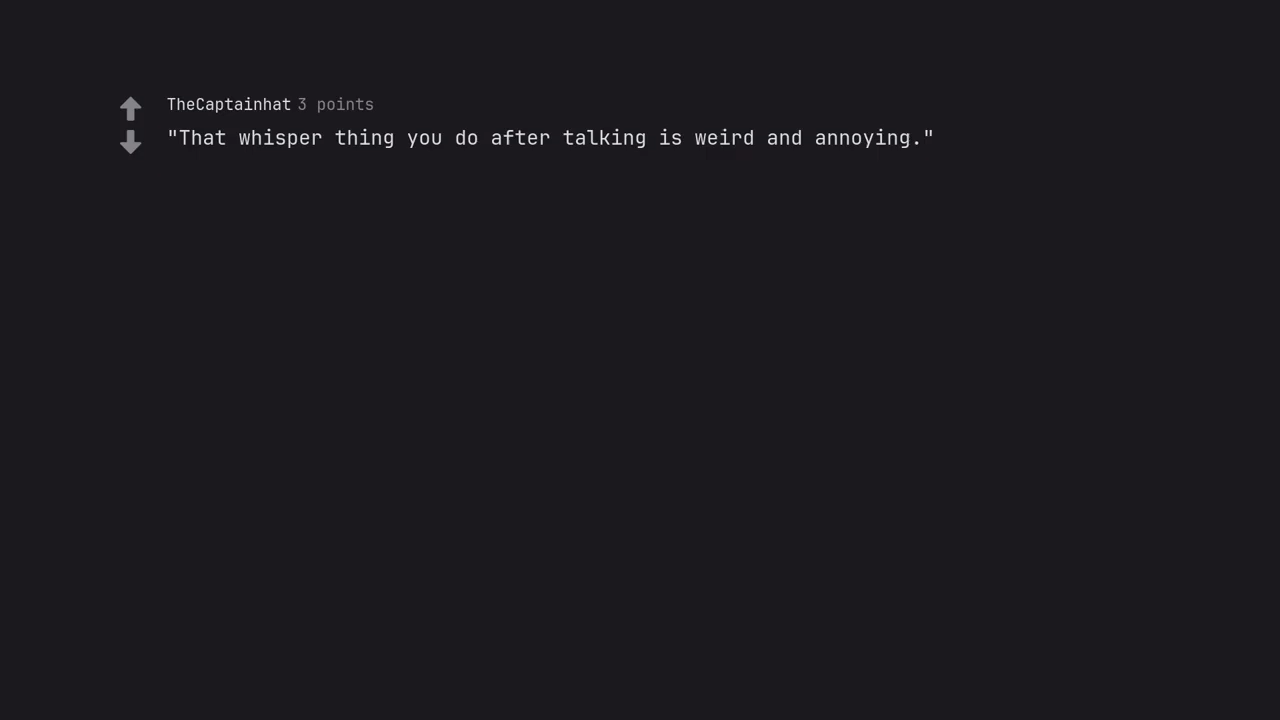 TheCaptainhat 3 points
"That whisper thing you do after talking is weird and annoying."